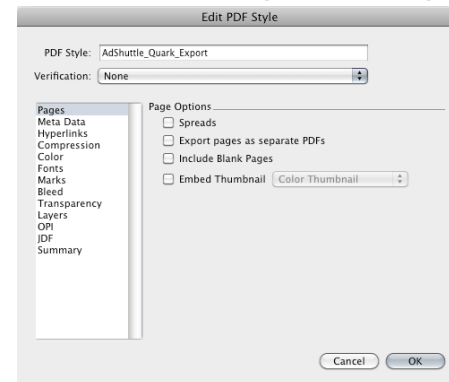 Edit PDF Style
PDF Style: AdShuttle_Quark_Export
Verification: None
Pages
Meta Data
Hyperlinks
Compression
Color
Fonts
Marks
Bleed
Transparency
Layers
OPI
JDF
Summary
Page Options
Spreads
Export pages as separate PDFs
Include Blank Pages
Embed Thumbnail Color Thumbnail
Cancel OK